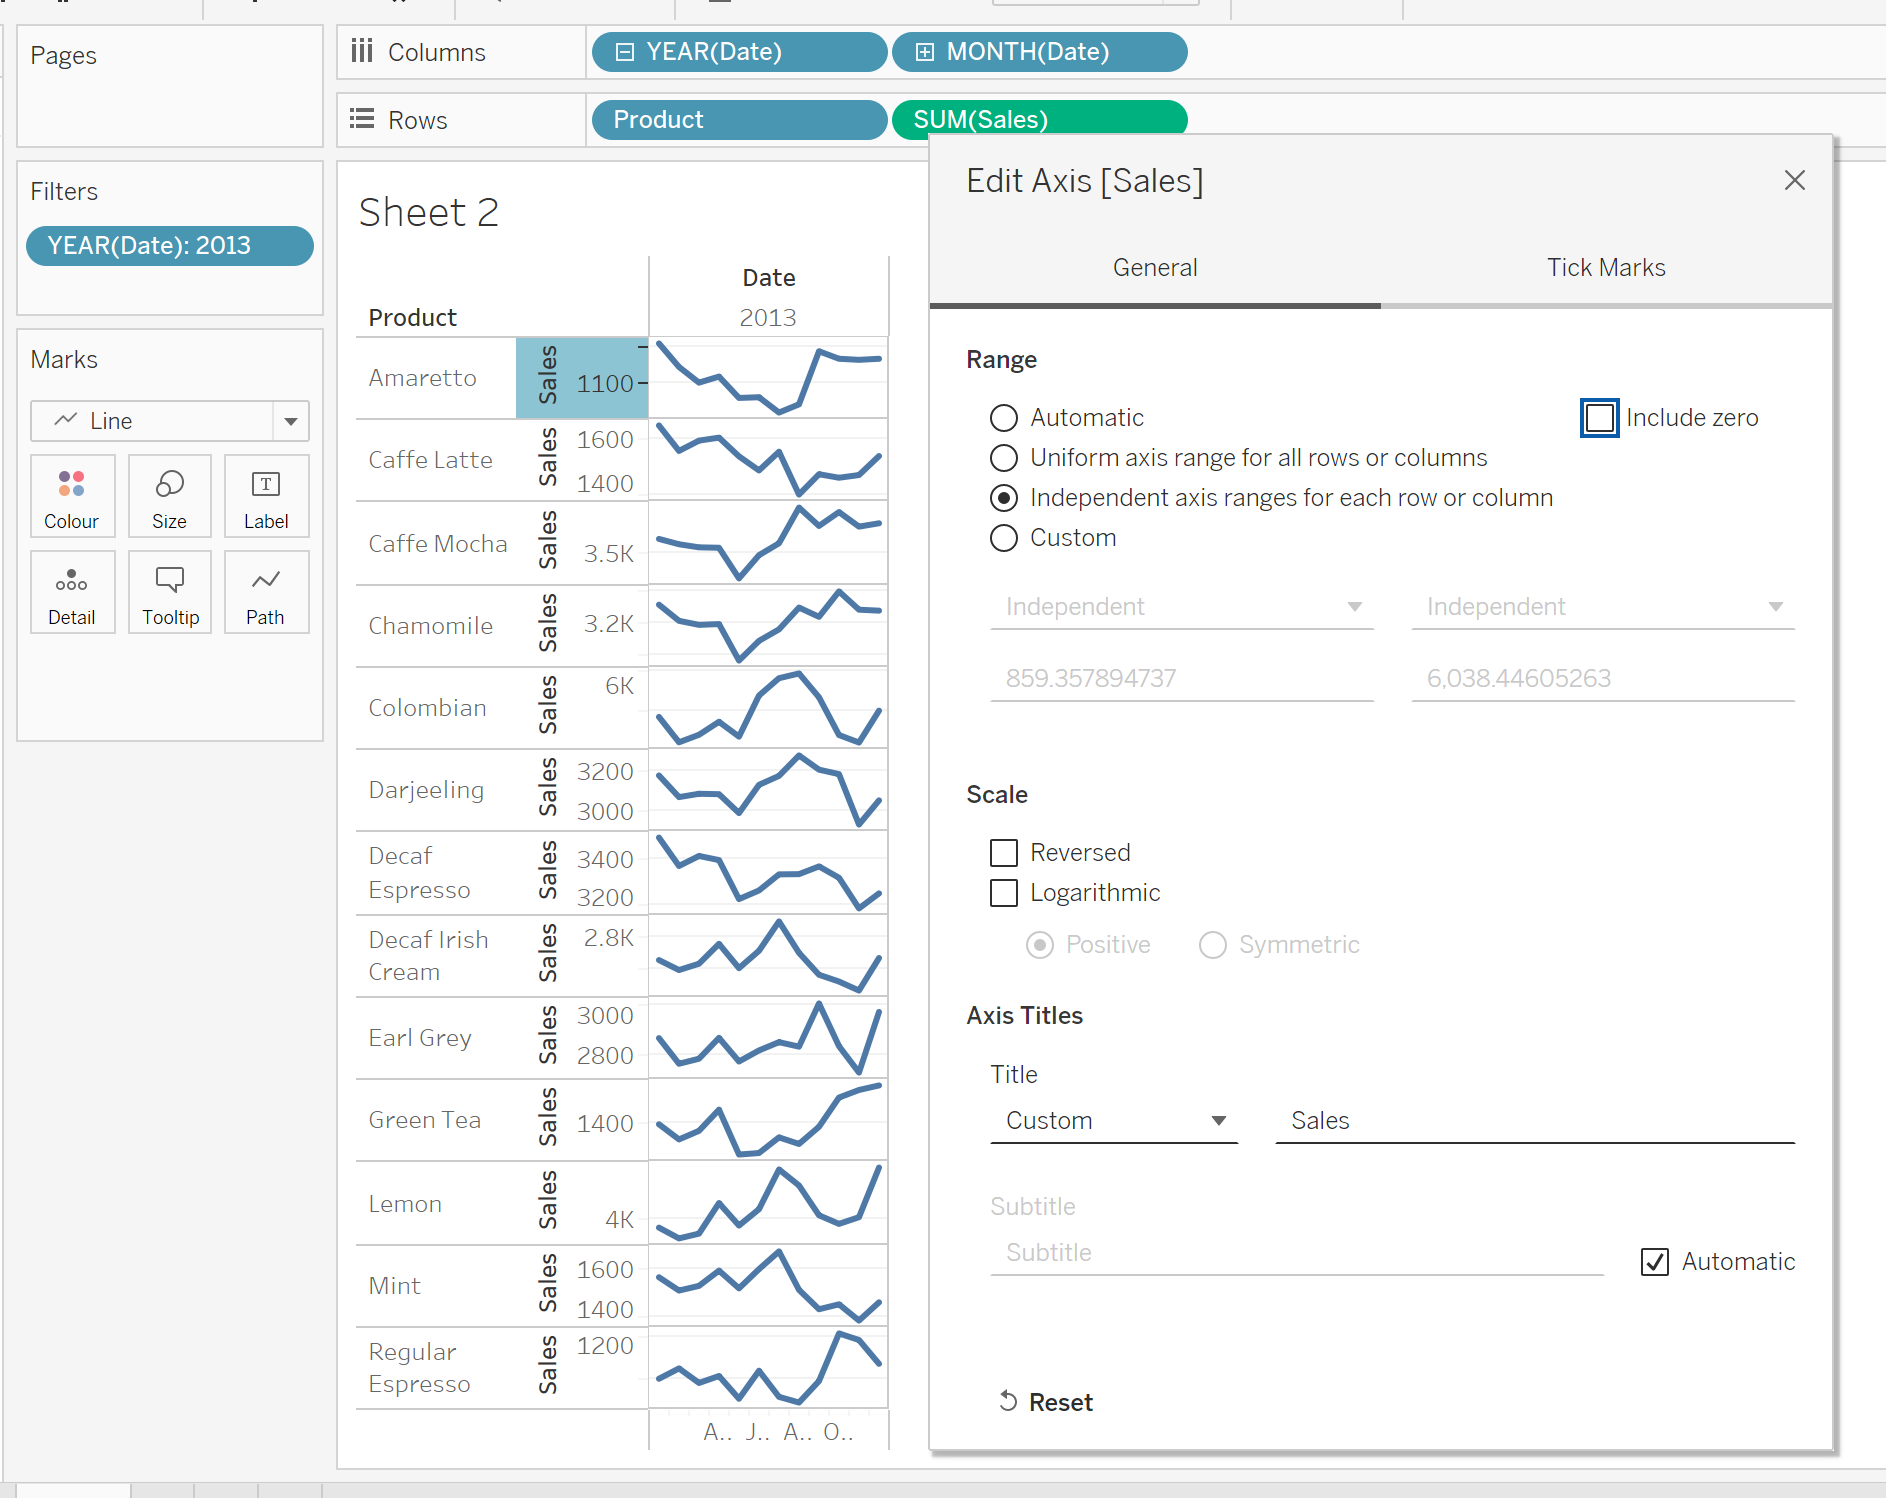 Pages
Columns
YEAR(Date)
MONTH(Date)
Rows
Product
SUM(Sales)
Filters
YEAR(Date): 2013
Marks
Line
Colour
Size
Label
Detail
Tooltip
Path
Sheet 2
Date
Product
2013
Amaretto
Sales
1100
Caffe Latte
Sales
1600
1400
Caffe Mocha
Sales
3.5K
Chamomile
Sales
3.2K
Colombian
Sales
6K
Darjeeling
Sales
3200
3000
Decaf
Espresso
Sales
3400
3200
Decaf Irish
Cream
Sales
2.8K
Earl Grey
Sales
3000
2800
Green Tea
Sales
1400
Lemon
Sales
4K
Mint
Sales
1600
1400
Regular
Espresso
Sales
1200
A.. J.. A.. O..
Edit Axis [Sales]
General
Tick Marks
Range
Automatic
Include zero
Uniform axis range for all rows or columns
Independent axis ranges for each row or column
Custom
Independent
Independent
859.357894737
6,038.44605263
Scale
Reversed
Logarithmic
Positive
Symmetric
Axis Titles
Title
Custom
Sales
Subtitle
Subtitle
Automatic
Reset